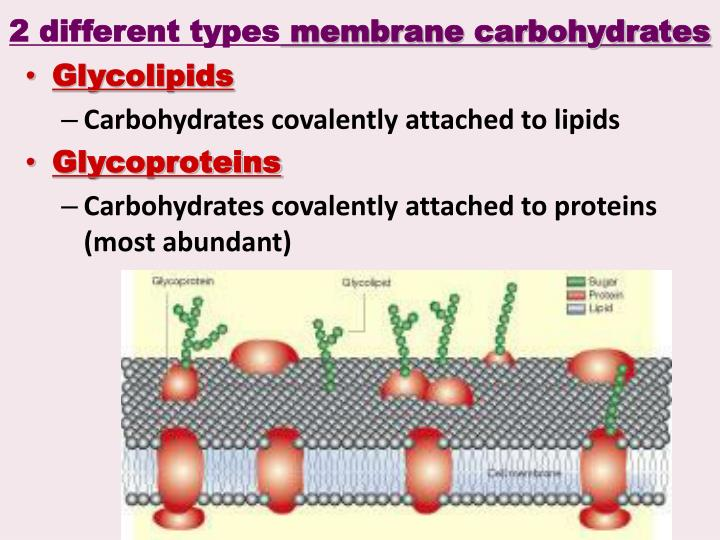 2 different types membrane carbohydrates
• Glycolipids
– Carbohydrates covalently attached to lipids
• Glycoproteins
– Carbohydrates covalently attached to proteins
(most abundant)
Glycoprotein
Glycolipid
Sugar
Protein
Lipid
Cell membrane